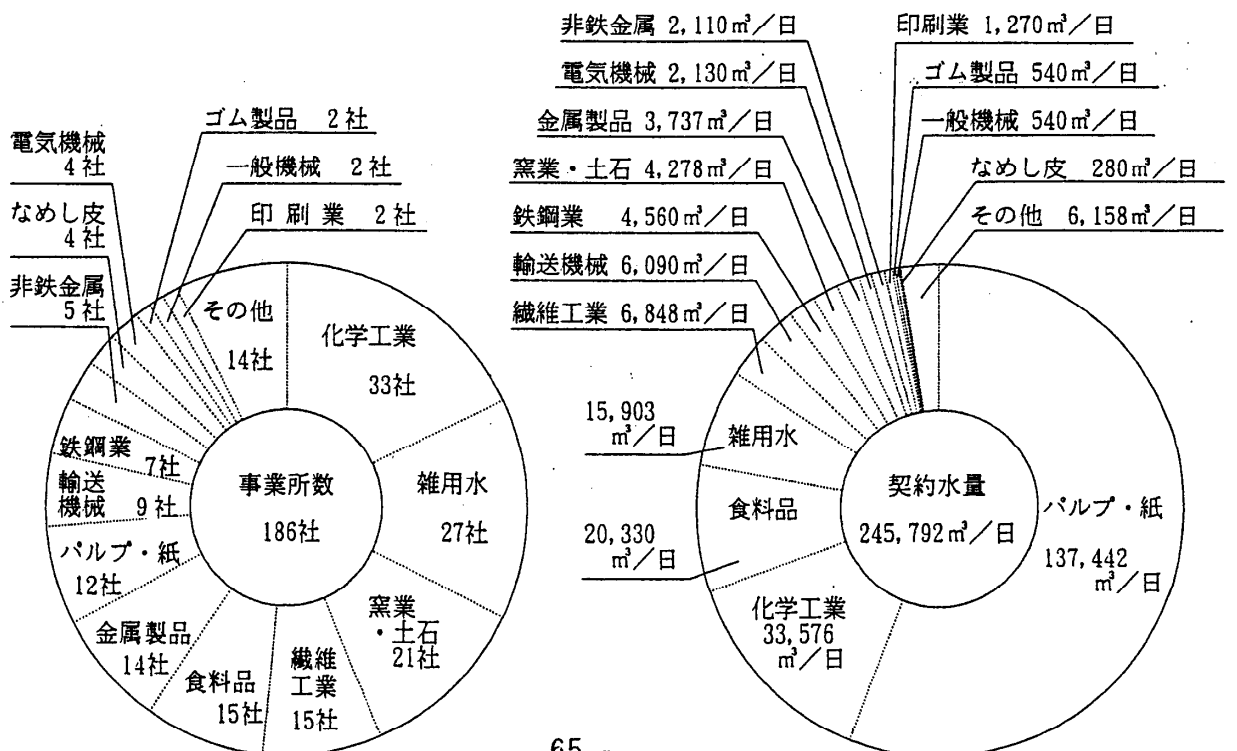 ゴム製品 2社
電気機械
4社
一般機械 2社
なめし皮
4社
印刷業 2社
非鉄金属
5社
その他
14社
化学工業
33社
鉄鋼業
7社
輸送
機械 9社
事業所数
186社
雑用水
27社
パルプ・紙
12社
窯業
・土石
21社
金属製品
14社
食料品
15社
繊維
工業
15社
非鉄金属 2,110㎥/日
印刷業 1,270㎥/日
電気機械 2,130㎥/日
ゴム製品 540㎥/日
金属製品 3,737㎥/日
一般機械 540㎥/日
窯業・土石 4,278㎥/日
なめし皮 280㎥/日
鉄鋼業 4,560㎥/日
その他 6,158㎥/日
輸送機械 6,090㎥/日
繊維工業 6,848㎥/日
15,903
㎥/日
雑用水
食料品
20,330
㎥/日
契約水量
245,792㎥/日
パルプ・紙
137,442
㎥/日
化学工業
33,576
㎥/日
65